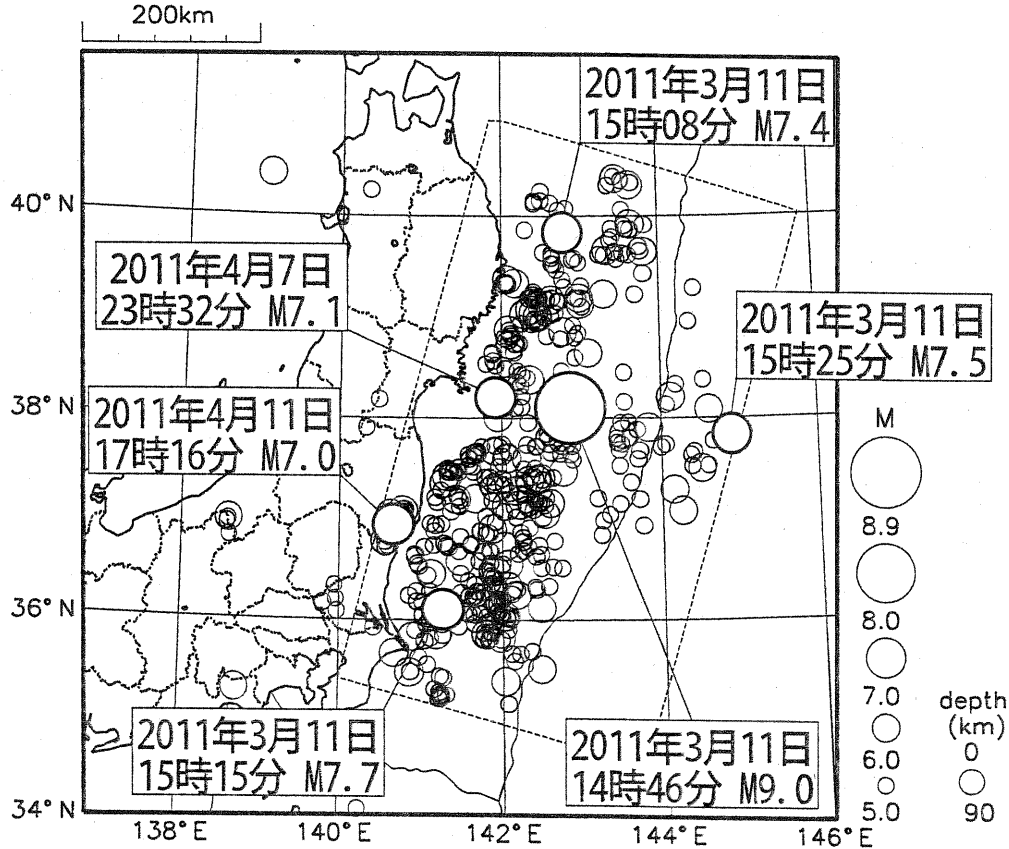 200km
2011年3月11日
15時08分 M7.4
40°N
2011年4月7日
23時32分 M7.1
2011年3月11日
15時25分 M7.5
38°N
2011年4月11日
17時16分 M7.0
M
8.9
8.0
7.0
6.0
5.0
depth
(km)
0
90
36°N
2011年3月11日
15時15分 M7.7
2011年3月11日
14時46分 M9.0
34°N
138°E
140°E
142°E
144°E
146°E